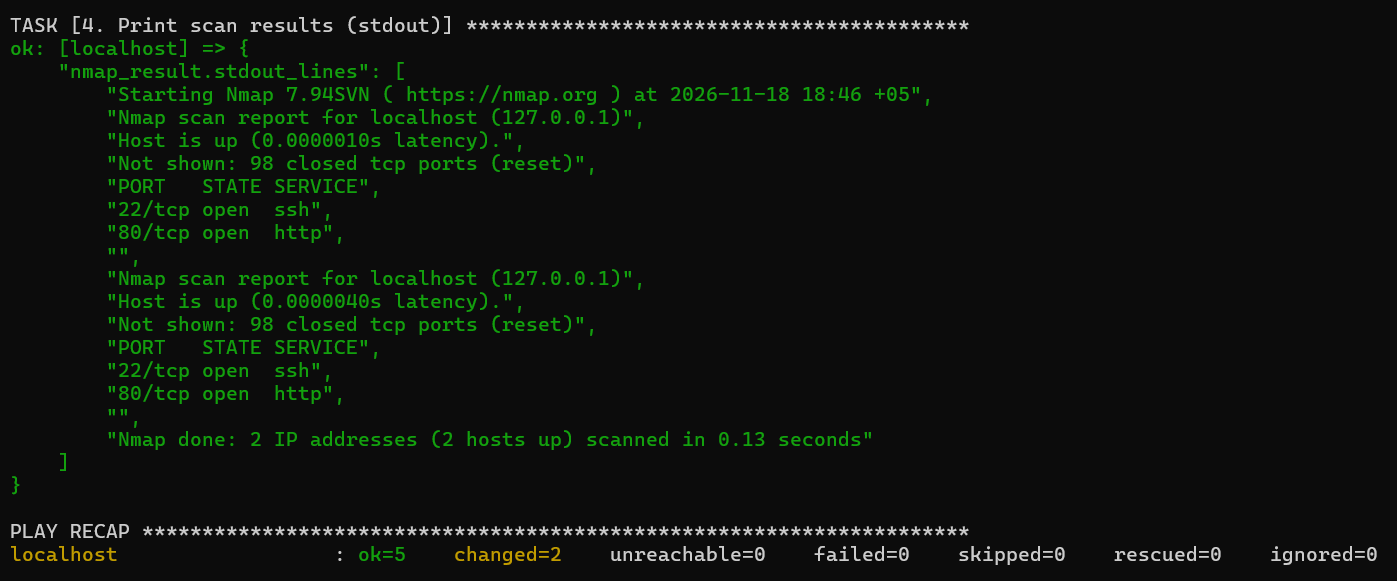 TASK [4. Print scan results (stdout)] ******************************************
ok: [localhost] => {
    "nmap_result.stdout_lines": [
        "Starting Nmap 7.94SVN ( https://nmap.org ) at 2026-11-18 18:46 +05",
        "Nmap scan report for localhost (127.0.0.1)",
        "Host is up (0.0000010s latency).",
        "Not shown: 98 closed tcp ports (reset)",
        "PORT   STATE SERVICE",
        "22/tcp open  ssh",
        "80/tcp open  http",
        "",
        "Nmap scan report for localhost (127.0.0.1)",
        "Host is up (0.0000040s latency).",
        "Not shown: 98 closed tcp ports (reset)",
        "PORT   STATE SERVICE",
        "22/tcp open  ssh",
        "80/tcp open  http",
        "",
        "Nmap done: 2 IP addresses (2 hosts up) scanned in 0.13 seconds"
    ]
}
PLAY RECAP *********************************************************************
localhost                  : ok=5    changed=2    unreachable=0    failed=0    skipped=0    rescued=0    ignored=0